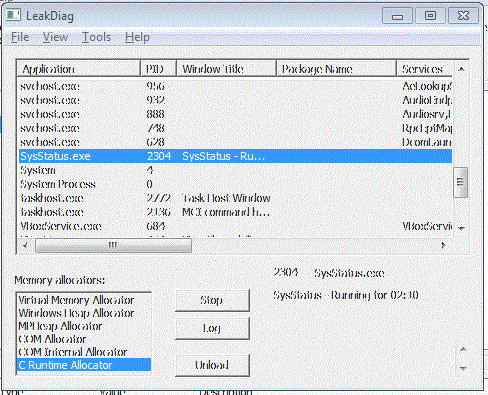 LeakDiag
File View Tools Help
Application PID Window Title Package Name Services
svchost.exe 956 AeLookupS
svchost.exe 932 AudioEndp
svchost.exe 888 Audiosrv,
svchost.exe 748 RpcEptMap
svchost.exe 628 DcomLaun
SysStatus.exe 2304 SysStatus - Ru...
System 4
System Process 0
taskhost.exe 2772 Task Host Window
taskhost.exe 2136 MCI command h...
VBoxService.exe 684 VBoxServi
2304 SysStatus.exe
Memory allocators:
SysStatus - Running for 02:10
Virtual Memory Allocator
Windows Heap Allocator
MPHeap Allocator
COM Allocator
COM Internal Allocator
C Runtime Allocator
Stop
Log
Unload
Type Value Description